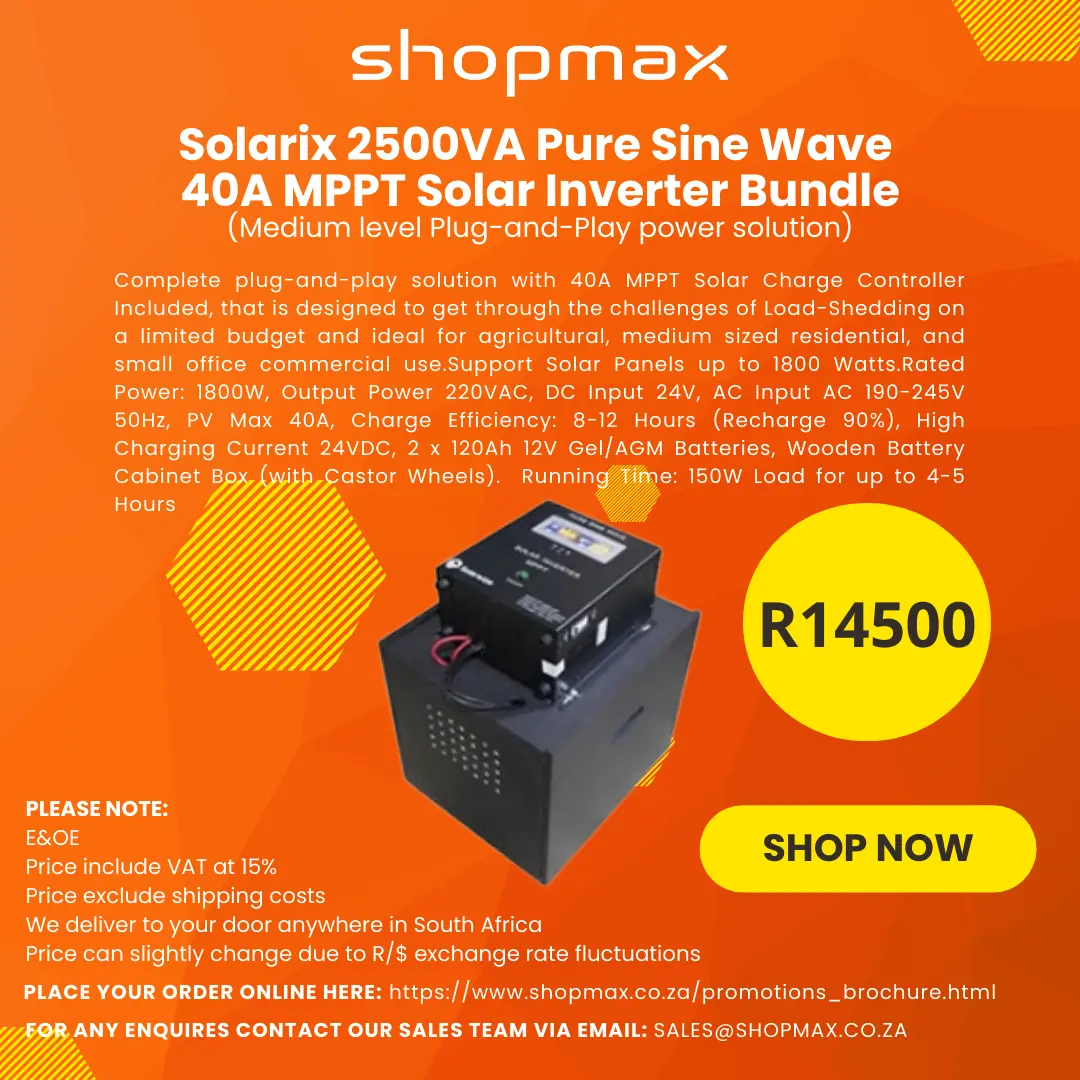 shopmax
Solarix 2500VA Pure Sine Wave
40A MPPT Solar Inverter Bundle
(Medium level Plug-and-Play power solution)
Complete plug-and-play solution with 40A MPPT Solar Charge Controller
Included, that is designed to get through the challenges of Load-Shedding on
a limited budget and ideal for agricultural, medium sized residential, and
small office commercial use.Support Solar Panels up to 1800 Watts.Rated
Power: 1800W, Output Power 220VAC, DC Input 24V, AC Input AC 190-245V
50Hz, PV Max 40A, Charge Efficiency: 8-12 Hours (Recharge 90%), High
Charging Current 24VDC, 2 x 120Ah 12V Gel/AGM Batteries, Wooden Battery
Cabinet Box (with Castor Wheels). Running Time: 150W Load for up to 4-5
Hours
PURE SINE WAVE
SOLAR INVERTER
MPPT
R14500
SHOP NOW
PLEASE NOTE:
E&OE
Price include VAT at 15%
Price exclude shipping costs
We deliver to your door anywhere in South Africa
Price can slightly change due to R/$ exchange rate fluctuations
PLACE YOUR ORDER ONLINE HERE: https://www.shopmax.co.za/promotions_brochure.html
FOR ANY ENQUIRES CONTACT OUR SALES TEAM VIA EMAIL: SALES@SHOPMAX.CO.ZA